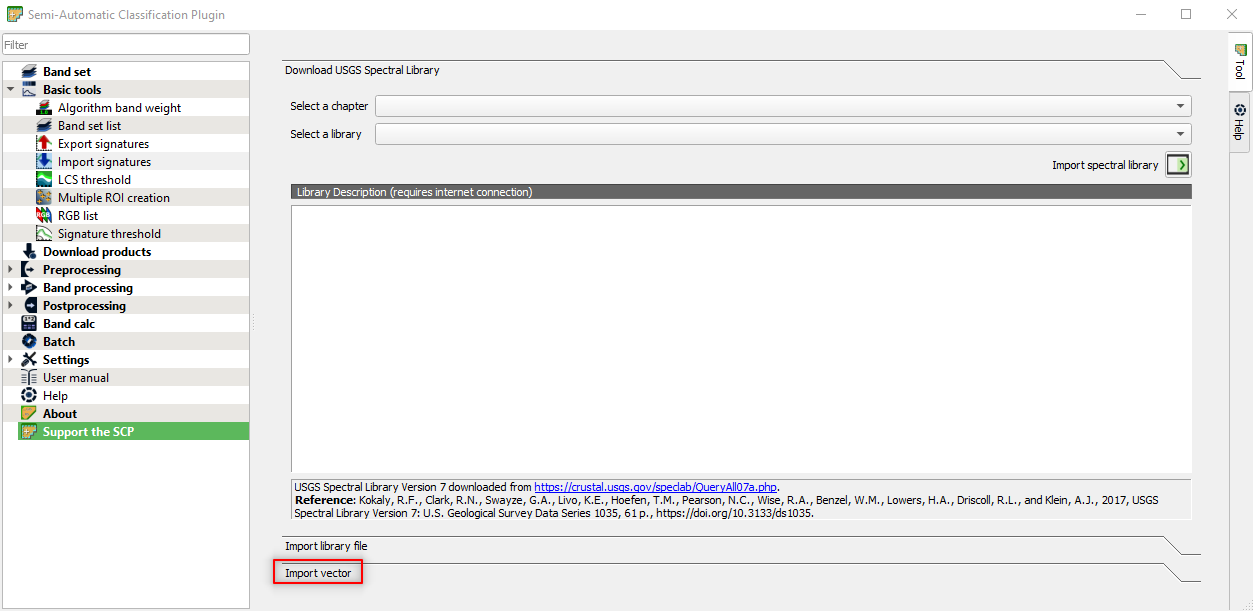 Semi-Automatic Classification Plugin
Filter
Band set
Basic tools
Algorithm band weight
Band set list
Export signatures
Import signatures
LCS threshold
Multiple ROI creation
RGB list
Signature threshold
Download products
Preprocessing
Band processing
Postprocessing
Band calc
Batch
Settings
User manual
Help
About
Support the SCP
Download USGS Spectral Library
Select a chapter
Select a library
Import spectral library
Library Description (requires internet connection)
USGS Spectral Library Version 7 downloaded from https://crustal.usgs.gov/speclab/QueryAll07a.php.
Reference: Kokaly, R.F., Clark, R.N., Swayze, G.A., Livo, K.E., Hoefen, T.M., Pearson, N.C., Wise, R.A., Benzel, W.M., Lowers, H.A., Driscoll, R.L., and Klein, A.J., 2017, USGS
Spectral Library Version 7: U.S. Geological Survey Data Series 1035, 61 p., https://doi.org/10.3133/ds1035.
Import library file
Import vector
Tool
Help